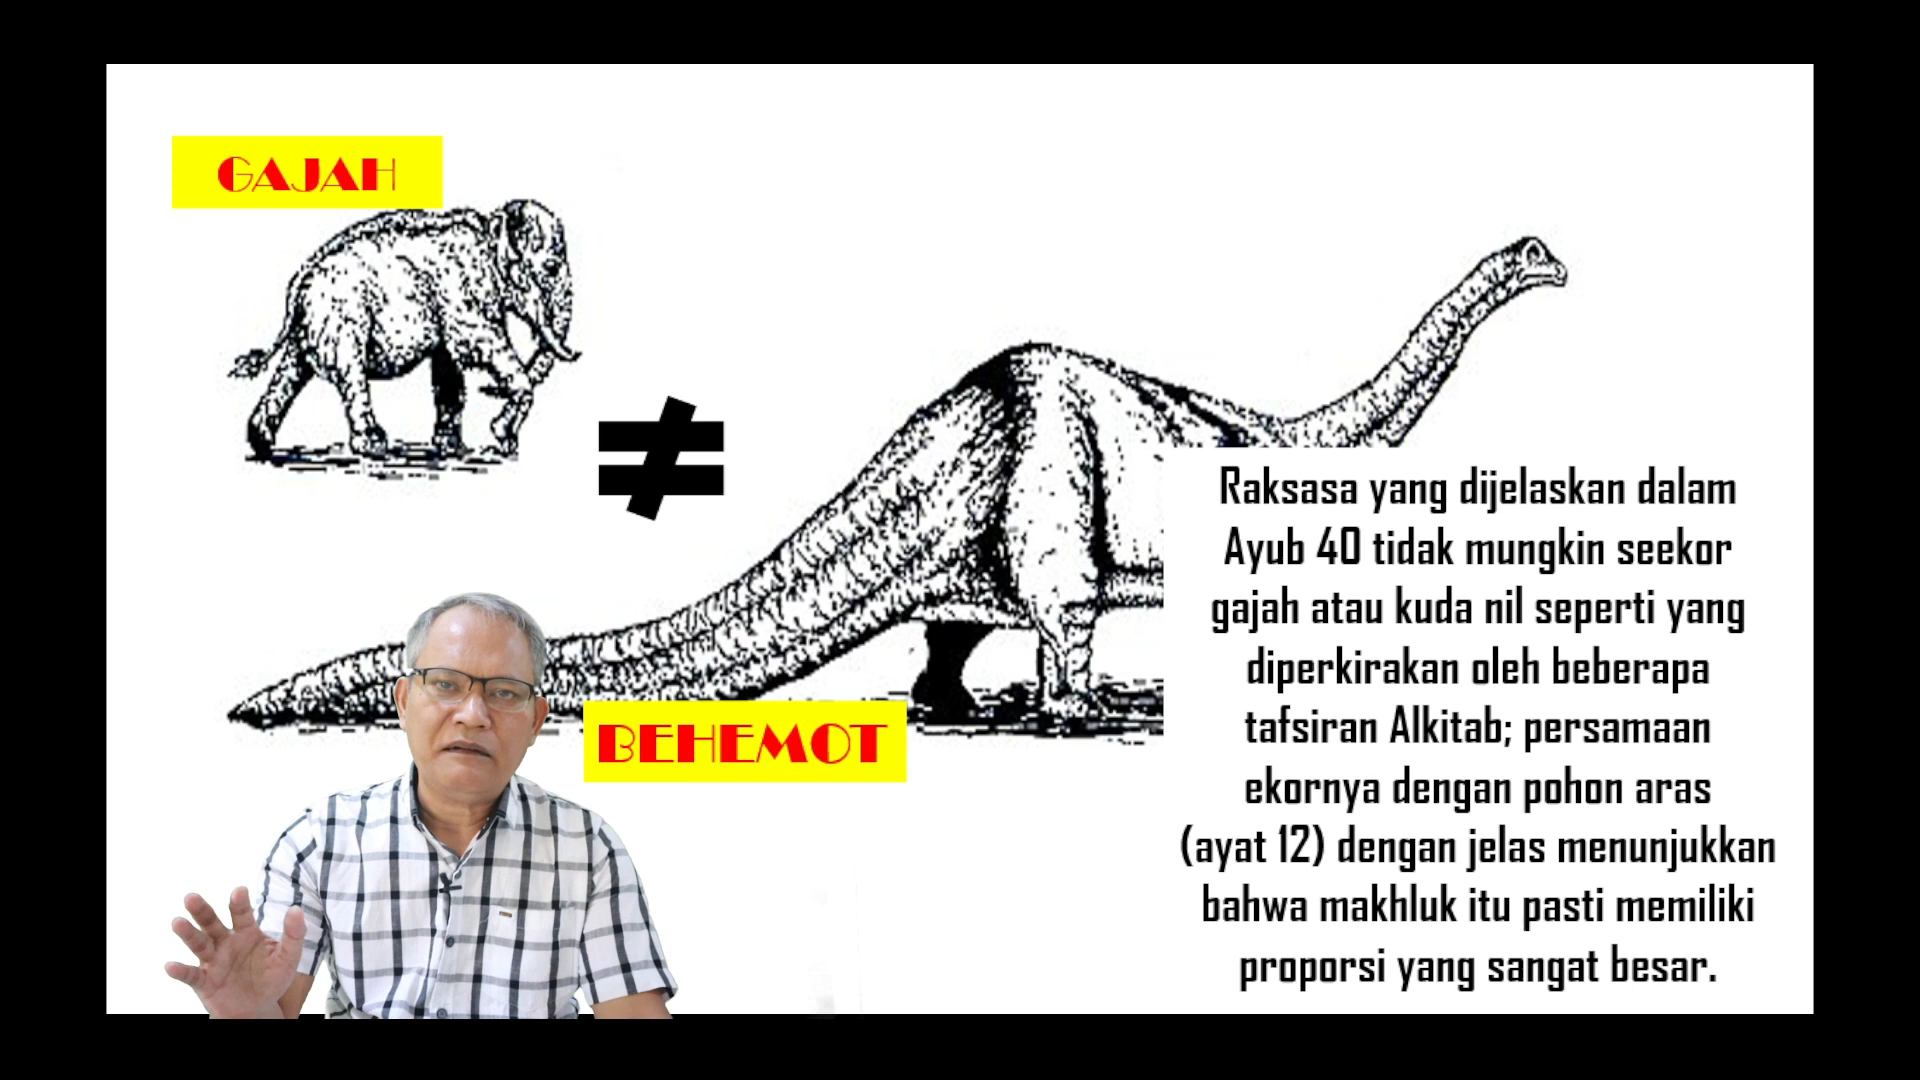 GAJAH
≠
BEHEMOT
Raksasa yang dijelaskan dalam
Ayub 40 tidak mungkin seekor
gajah atau kuda nil seperti yang
diperkirakan oleh beberapa
tafsiran Alkitab; persamaan
ekornya dengan pohon aras
(ayat 12) dengan jelas menunjukkan
bahwa makhluk itu pasti memiliki
proporsi yang sangat besar.